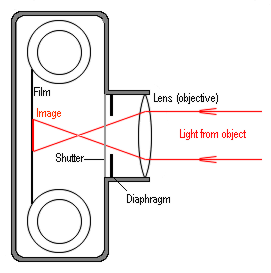 Film
Lens (objective)
Image
Light from object
Shutter
Diaphragm